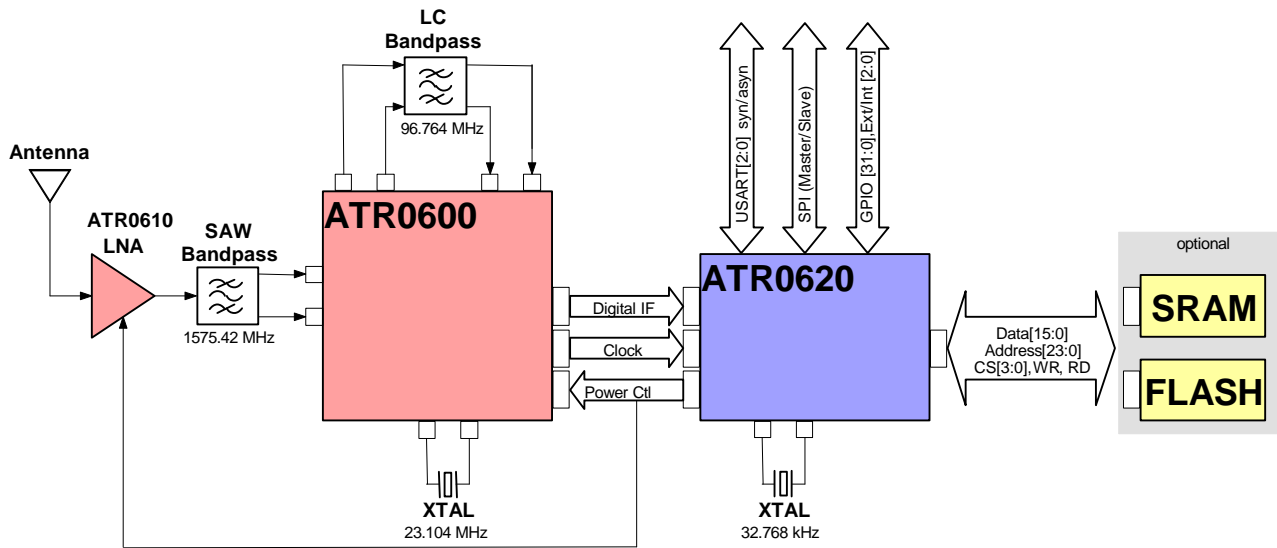 LC
Bandpass
96.764 MHz
USART[2:0] syn/asyn
SPI (Master/Slave)
GPIO [31:0],Ext/Int [2:0]
Antenna
ATR0610
LNA
SAW
Bandpass
1575.42 MHz
ATR0600
Digital IF
Clock
Power Ctl
ATR0620
Data[15:0]
Address[23:0]
CS[3:0],WR, RD
optional
SRAM
FLASH
XTAL
23.104 MHz
XTAL
32.768 kHz